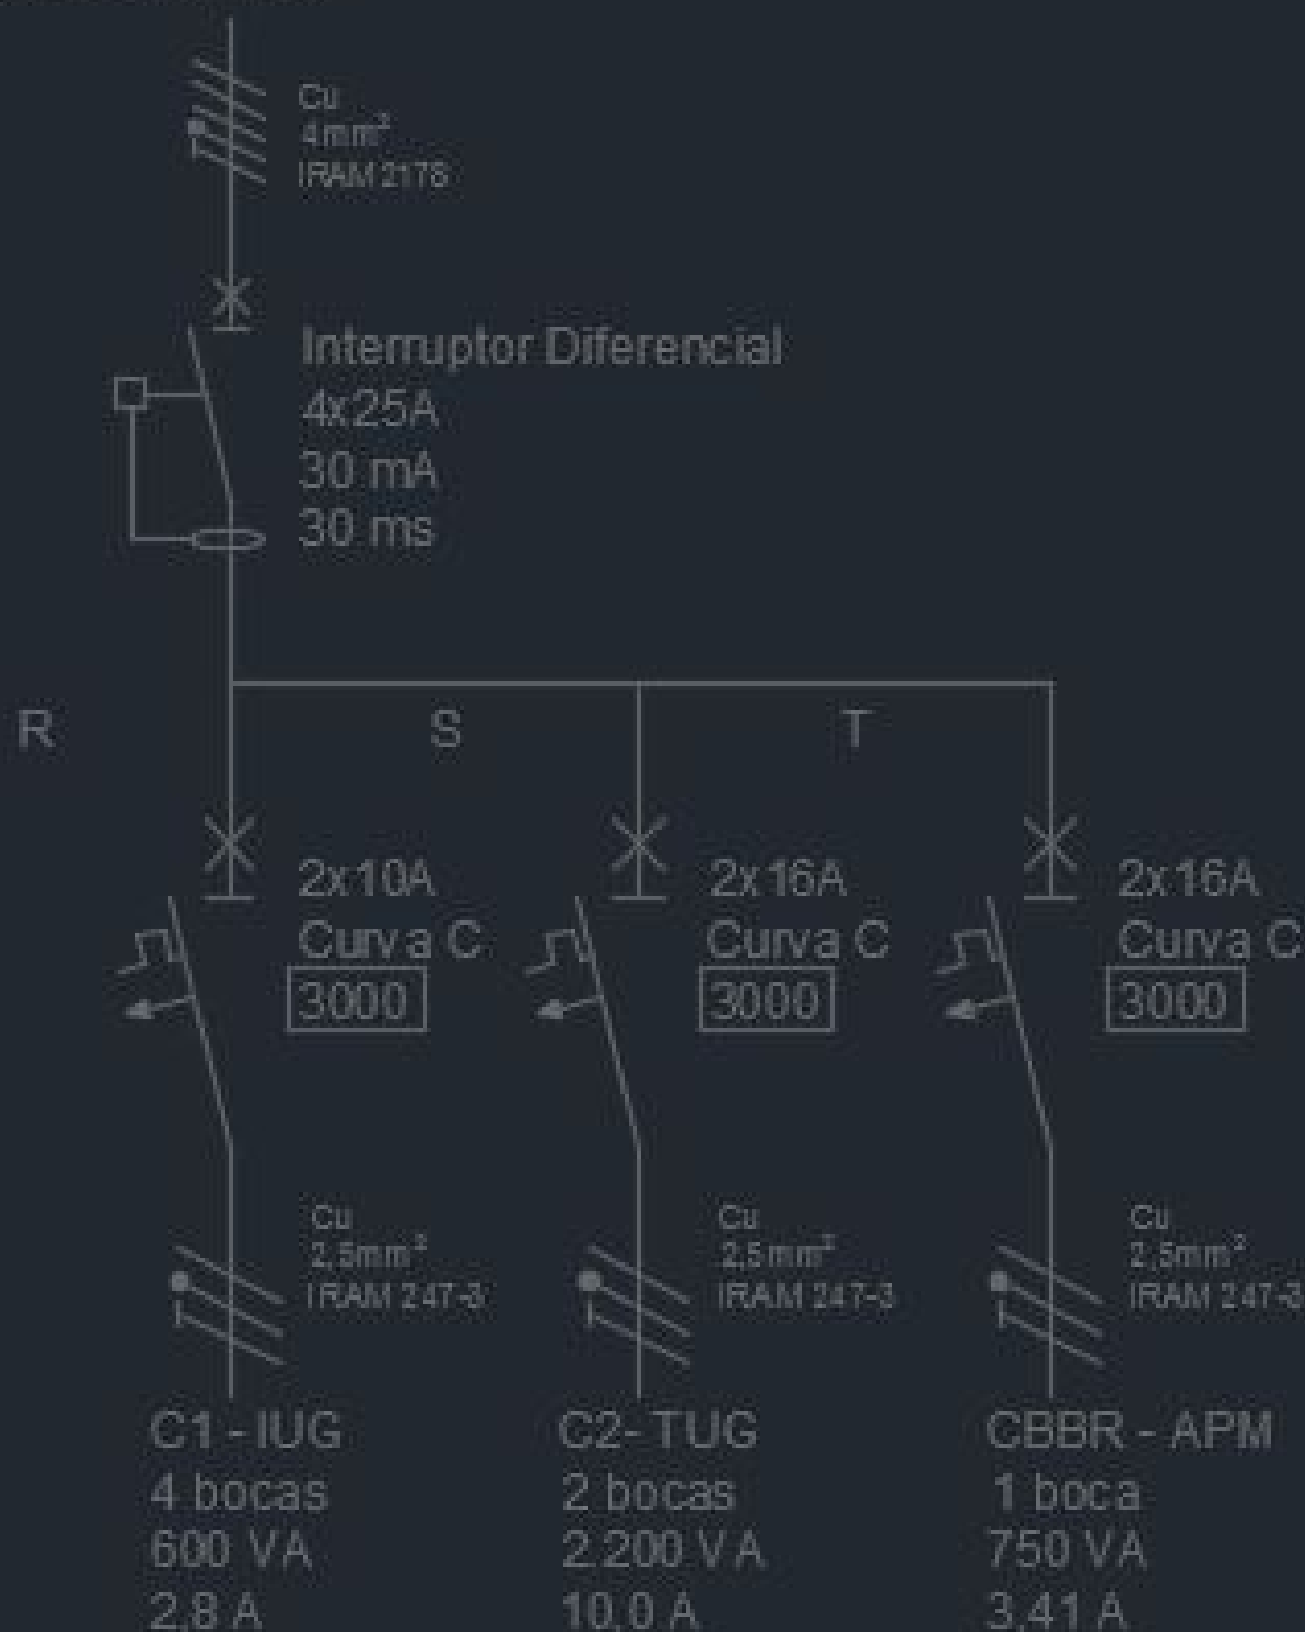 Cu
4mm²
IRAM 2178
Interruptor Diferencial
4x25A
30 mA
30 ms
R
S
T
2x10A
Curva C
3000
2x16A
Curva C
3000
2x16A
Curva C
3000
Cu
2,5mm²
IRAM 247-3
Cu
2,5mm²
IRAM 247-3
Cu
2,5mm²
IRAM 247-3
C1-IUG
4 bocas
600 VA
2,8 A
C2-TUG
2 bocas
2.200 VA
10,0 A
CBBR - APM
1 boca
750 VA
3,41 A